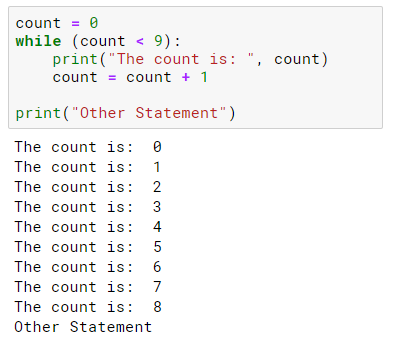 count = 0
while (count < 9):
    print("The count is: ", count)
    count = count + 1

print("Other Statement")
The count is:  0
The count is:  1
The count is:  2
The count is:  3
The count is:  4
The count is:  5
The count is:  6
The count is:  7
The count is:  8
Other Statement